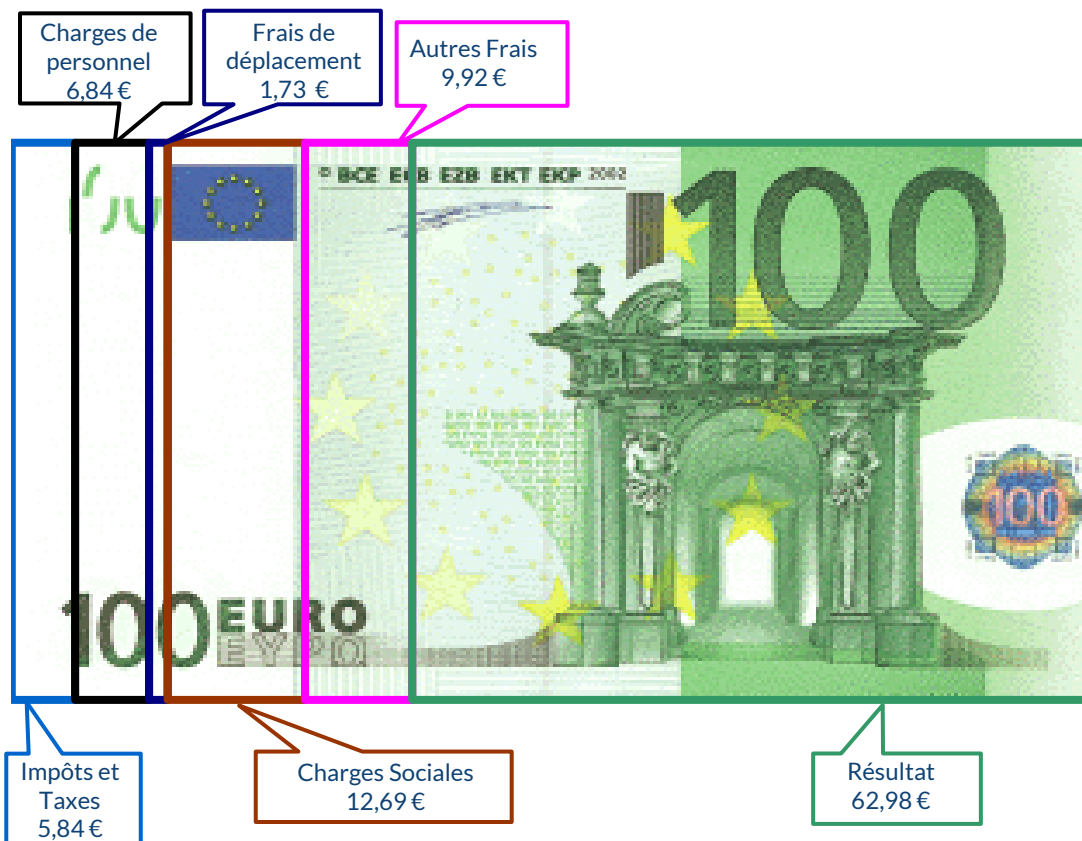 Charges de
personnel
6,84 €
Frais de
déplacement
1,73 €
Autres Frais
9,92 €
© BCE ECB EZB EKT EKP 2002
100
100
100 EURO
ΕΥΡΩ
Impôts et
Taxes
5,84 €
Charges Sociales
12,69 €
Résultat
62,98 €